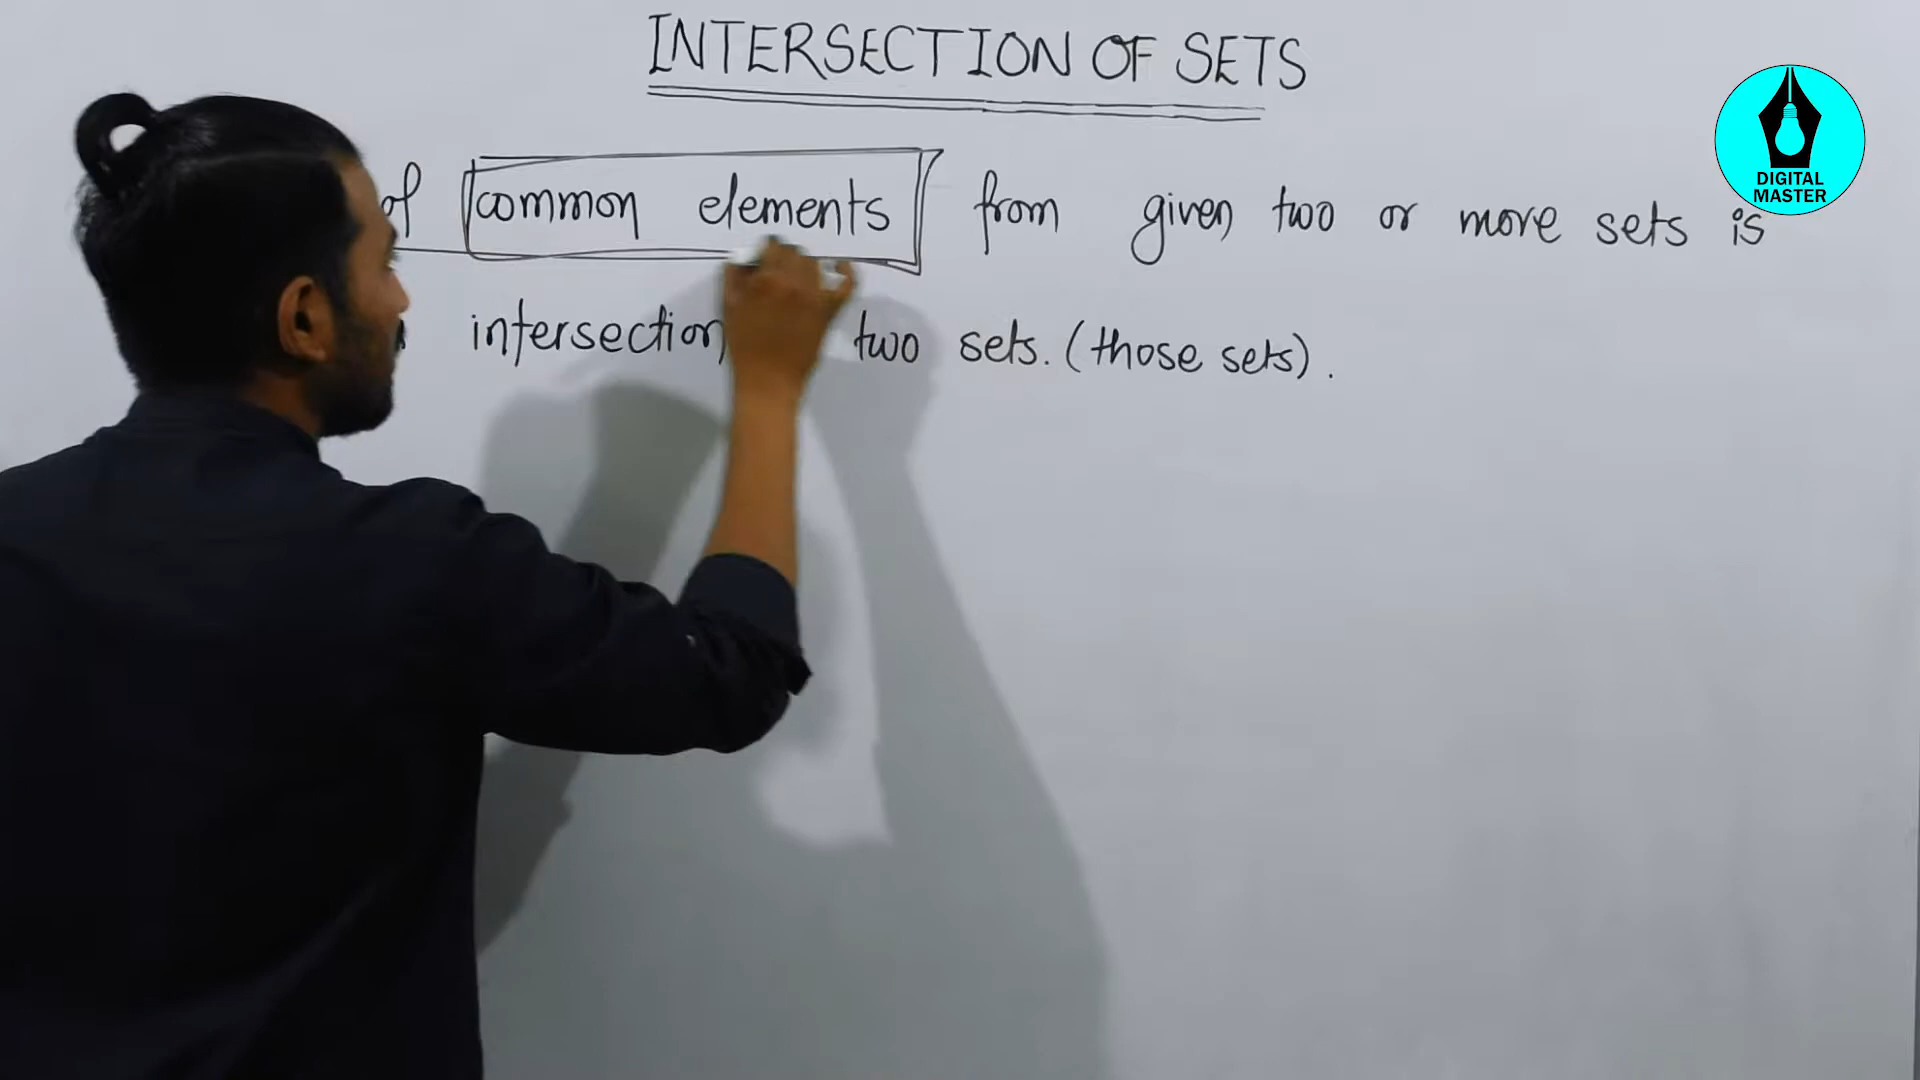 INTERSECTION OF SETS
of common elements from given two or more sets is
intersection two sets. (those sets).
DIGITAL
MASTER